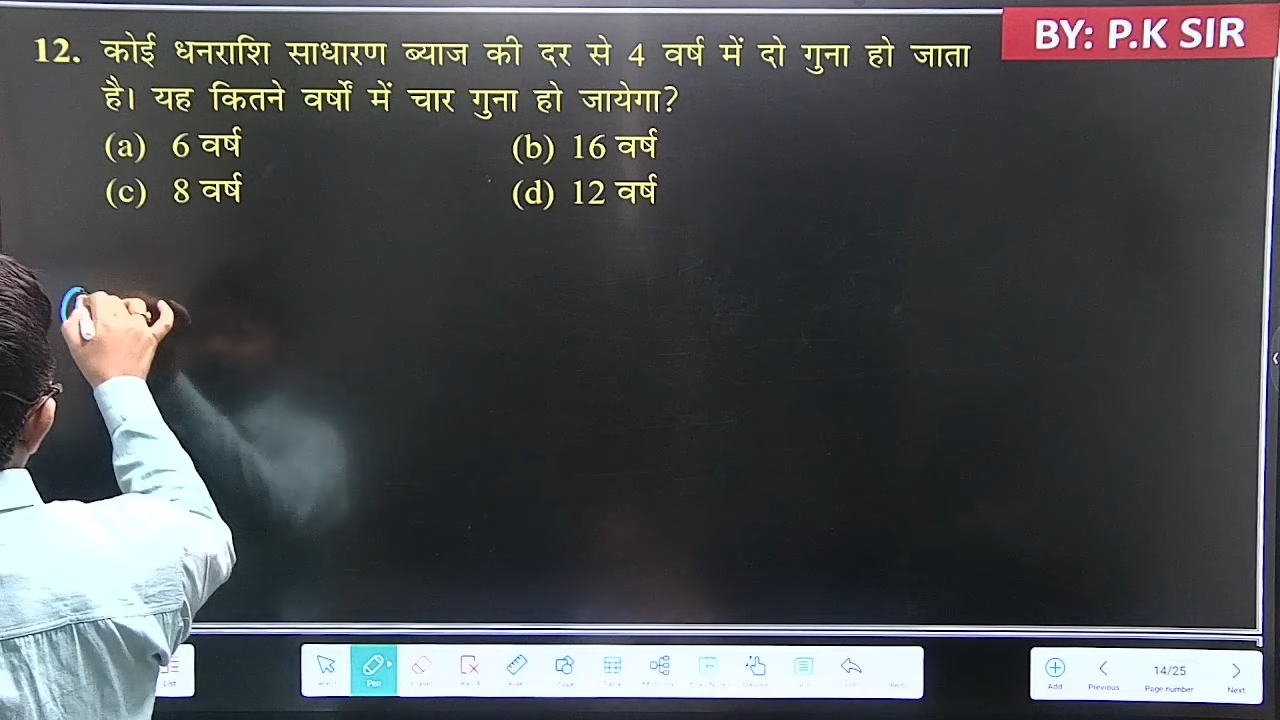 BY: P.K SIR
12. कोई धनराशि साधारण ब्याज की दर से 4 वर्ष में दो गुना हो जाता
है। यह कितने वर्षों में चार गुना हो जायेगा?
(a) 6 वर्ष (b) 16 वर्ष
(c) 8 वर्ष (d) 12 वर्ष
List Pen Add Previous 14/25 Page number Next